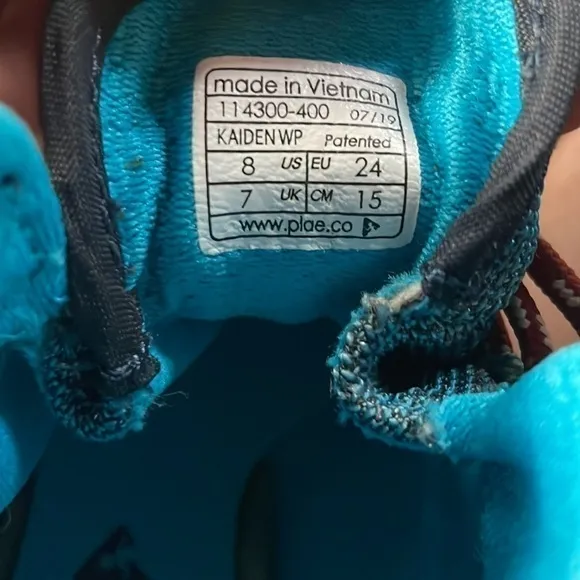 made in Vietnam
114300-400 07/19
KAIDEN WP Patented
8 US EU 24
7 UK CM 15
www.plae.co